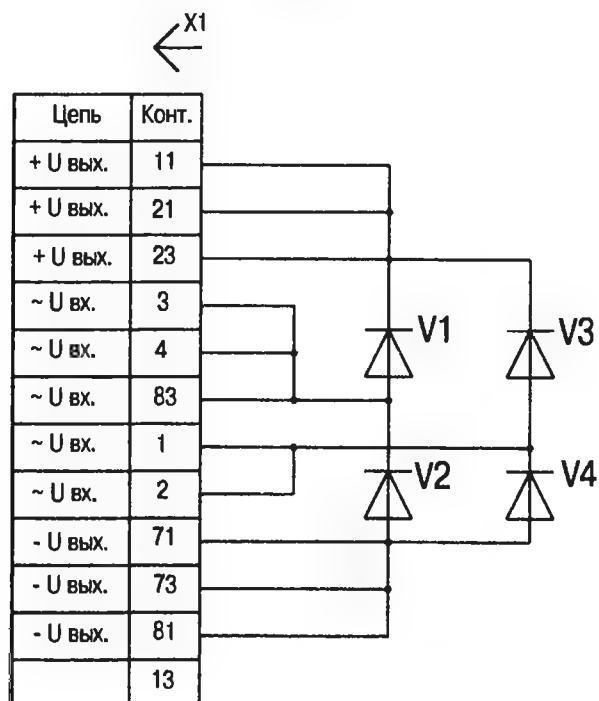 X1
Цепь Конт.
+ U вых. 11
+ U вых. 21
+ U вых. 23
~ U вх. 3
~ U вх. 4
~ U вх. 83
~ U вх. 1
~ U вх. 2
- U вых. 71
- U вых. 73
- U вых. 81
13
V1 V3
V2 V4